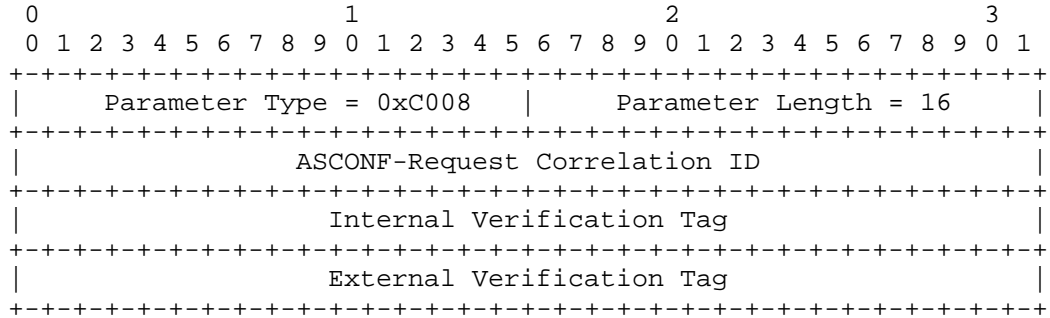 0                   1                   2                   3
 0 1 2 3 4 5 6 7 8 9 0 1 2 3 4 5 6 7 8 9 0 1 2 3 4 5 6 7 8 9 0 1
+-+-+-+-+-+-+-+-+-+-+-+-+-+-+-+-+-+-+-+-+-+-+-+-+-+-+-+-+-+-+-+-+
|     Parameter Type = 0xC008   |     Parameter Length = 16     |
+-+-+-+-+-+-+-+-+-+-+-+-+-+-+-+-+-+-+-+-+-+-+-+-+-+-+-+-+-+-+-+-+
|                 ASCONF-Request Correlation ID                 |
+-+-+-+-+-+-+-+-+-+-+-+-+-+-+-+-+-+-+-+-+-+-+-+-+-+-+-+-+-+-+-+-+
|                   Internal Verification Tag                   |
+-+-+-+-+-+-+-+-+-+-+-+-+-+-+-+-+-+-+-+-+-+-+-+-+-+-+-+-+-+-+-+-+
|                   External Verification Tag                   |
+-+-+-+-+-+-+-+-+-+-+-+-+-+-+-+-+-+-+-+-+-+-+-+-+-+-+-+-+-+-+-+-+